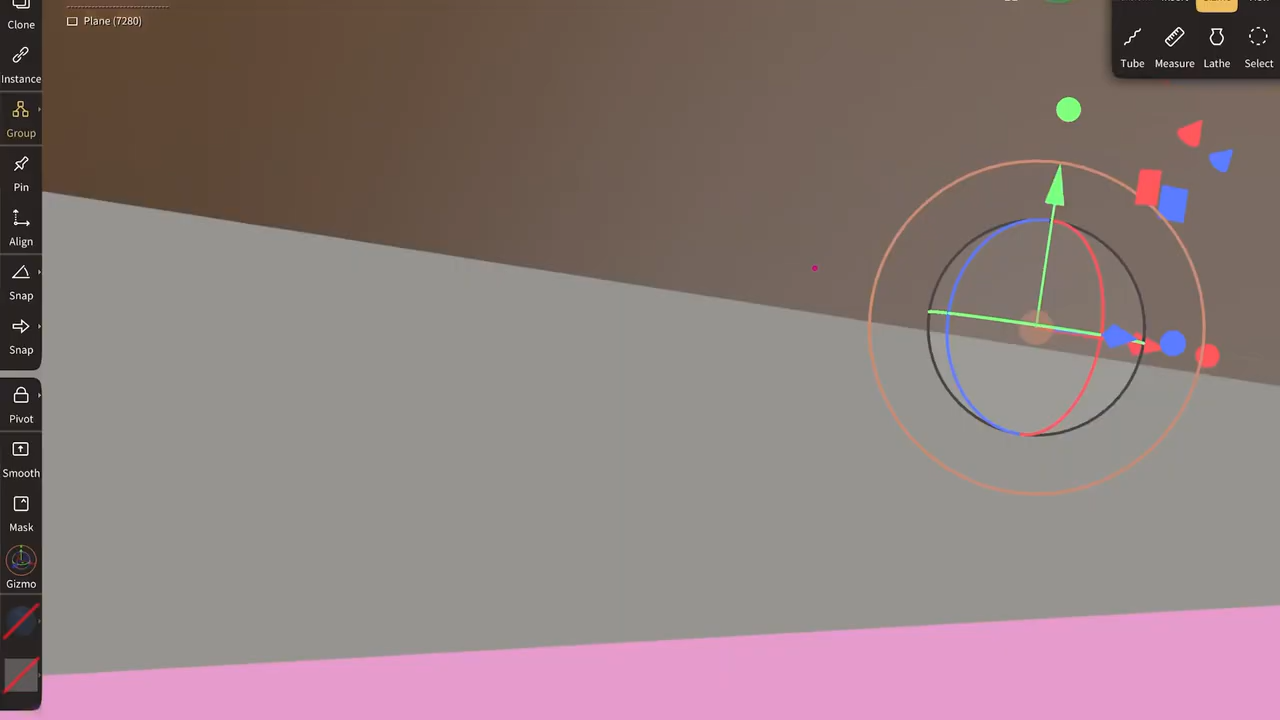 Clone
Plane (7280)
Instance
Group
Pin
Align
Snap
Snap
Pivot
Smooth
Mask
Gizmo
Tube
Measure
Lathe
Select